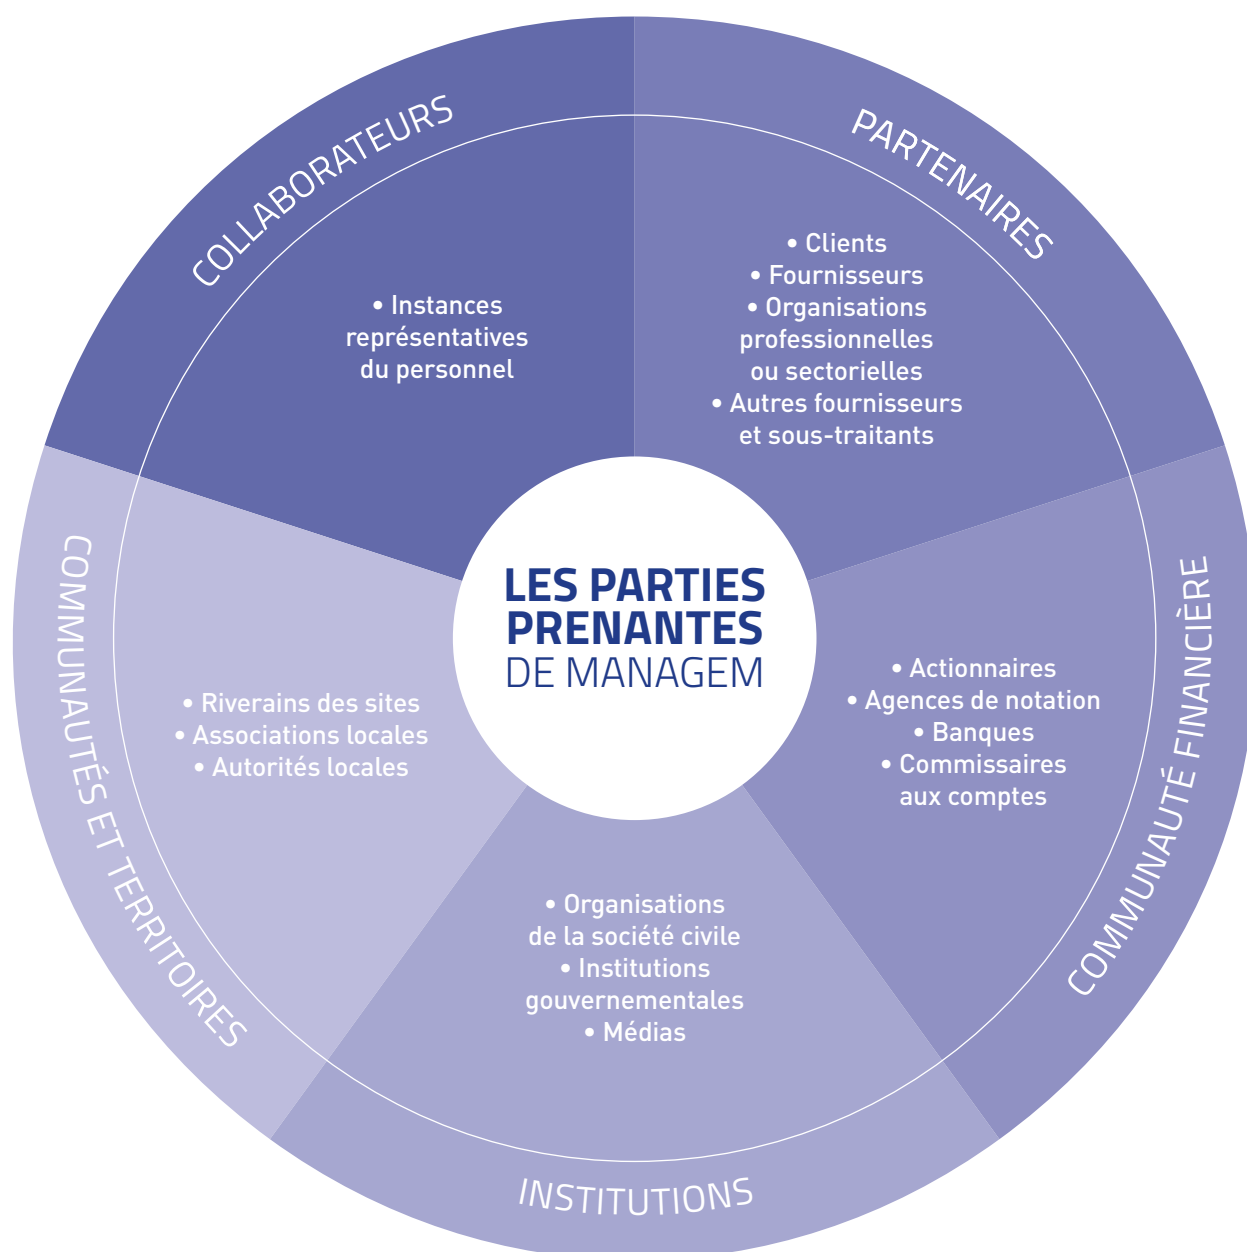 LES PARTIES
PRENANTES
DE MANAGEM
COLLABORATEURS
• Instances
représentatives
du personnel
PARTENAIRES
• Clients
• Fournisseurs
• Organisations
professionnelles
ou sectorielles
• Autres fournisseurs
et sous-traitants
COMMUNAUTÉ FINANCIÈRE
• Actionnaires
• Agences de notation
• Banques
• Commissaires
aux comptes
INSTITUTIONS
• Organisations
de la société civile
• Institutions
gouvernementales
• Médias
COMMUNAUTÉS ET TERRITOIRES
• Riverains des sites
• Associations locales
• Autorités locales